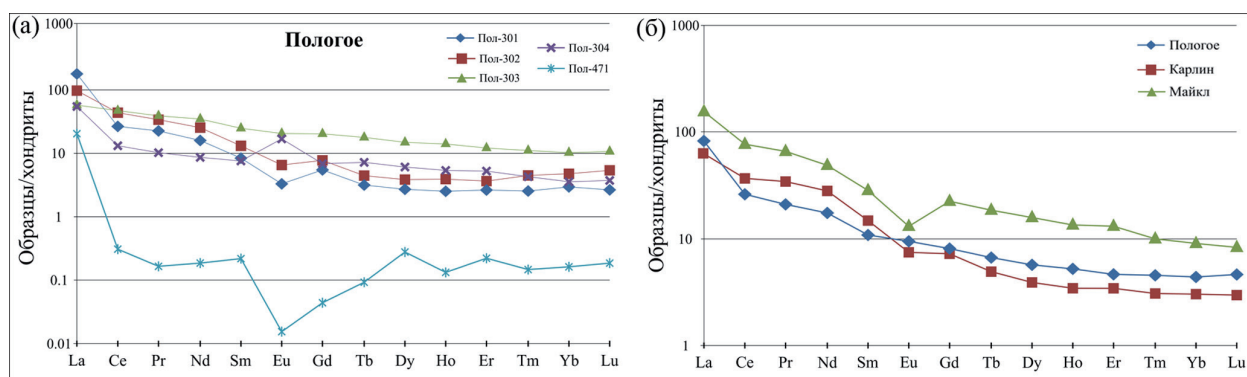 (а)
Пологое
Пол-301
Пол-304
Пол-302
Пол-471
Пол-303
Образцы/хондриты
1000
100
10
1
0.1
0.01
La Ce Pr Nd Sm Eu Gd Tb Dy Ho Er Tm Yb Lu
(б)
Пологое
Карлин
Майкл
Образцы/хондриты
1000
100
10
1
La Ce Pr Nd Sm Eu Gd Tb Dy Ho Er Tm Yb Lu